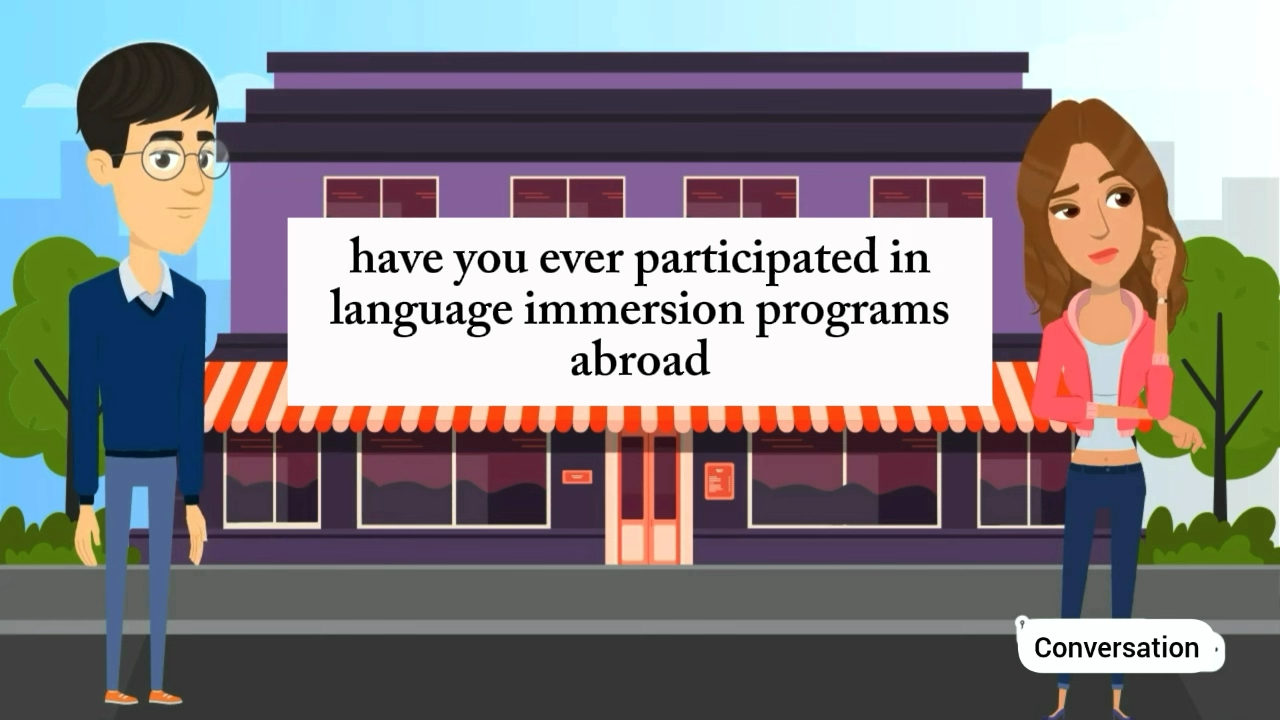 have you ever participated in
language immersion programs
abroad
Conversation